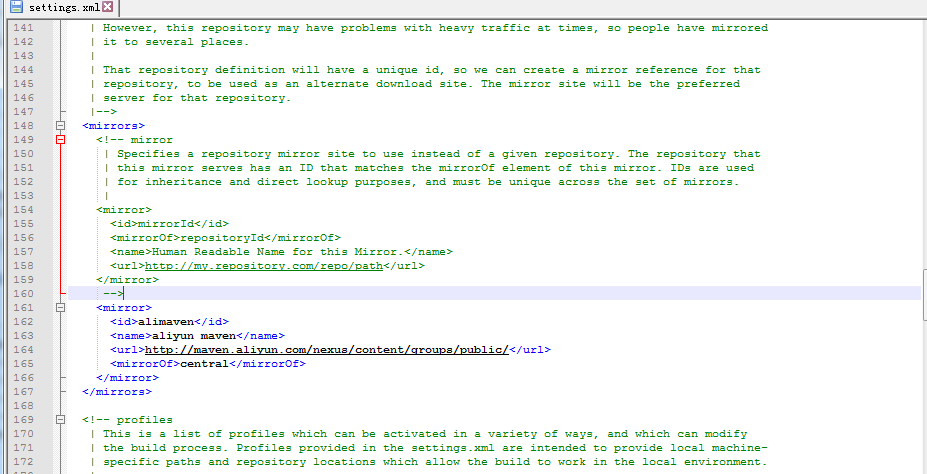 settings.xml
141 | However, this repository may have problems with heavy traffic at times, so people have mirrored
142 | it to several places.
143 |
144 | That repository definition will have a unique id, so we can create a mirror reference for that
145 | repository, to be used as an alternate download site. The mirror site will be the preferred
146 | server for that repository.
147 |-->
148 <mirrors>
149 <!-- mirror
150 | Specifies a repository mirror site to use instead of a given repository. The repository that
151 | this mirror serves has an ID that matches the mirrorOf element of this mirror. IDs are used
152 | for inheritance and direct lookup purposes, and must be unique across the set of mirrors.
153 |
154 <mirror>
155 <id>mirrorId</id>
156 <mirrorOf>repositoryId</mirrorOf>
157 <name>Human Readable Name for this Mirror.</name>
158 <url>http://my.repository.com/repo/path</url>
159 </mirror>
160 -->
161 <mirror>
162 <id>alimaven</id>
163 <name>aliyun maven</name>
164 <url>http://maven.aliyun.com/nexus/content/groups/public/</url>
165 <mirrorOf>central</mirrorOf>
166 </mirror>
167 </mirrors>
168
169 <!-- profiles
170 | This is a list of profiles which can be activated in a variety of ways, and which can modify
171 | the build process. Profiles provided in the settings.xml are intended to provide local machine-
172 | specific paths and repository locations which allow the build to work in the local environment.